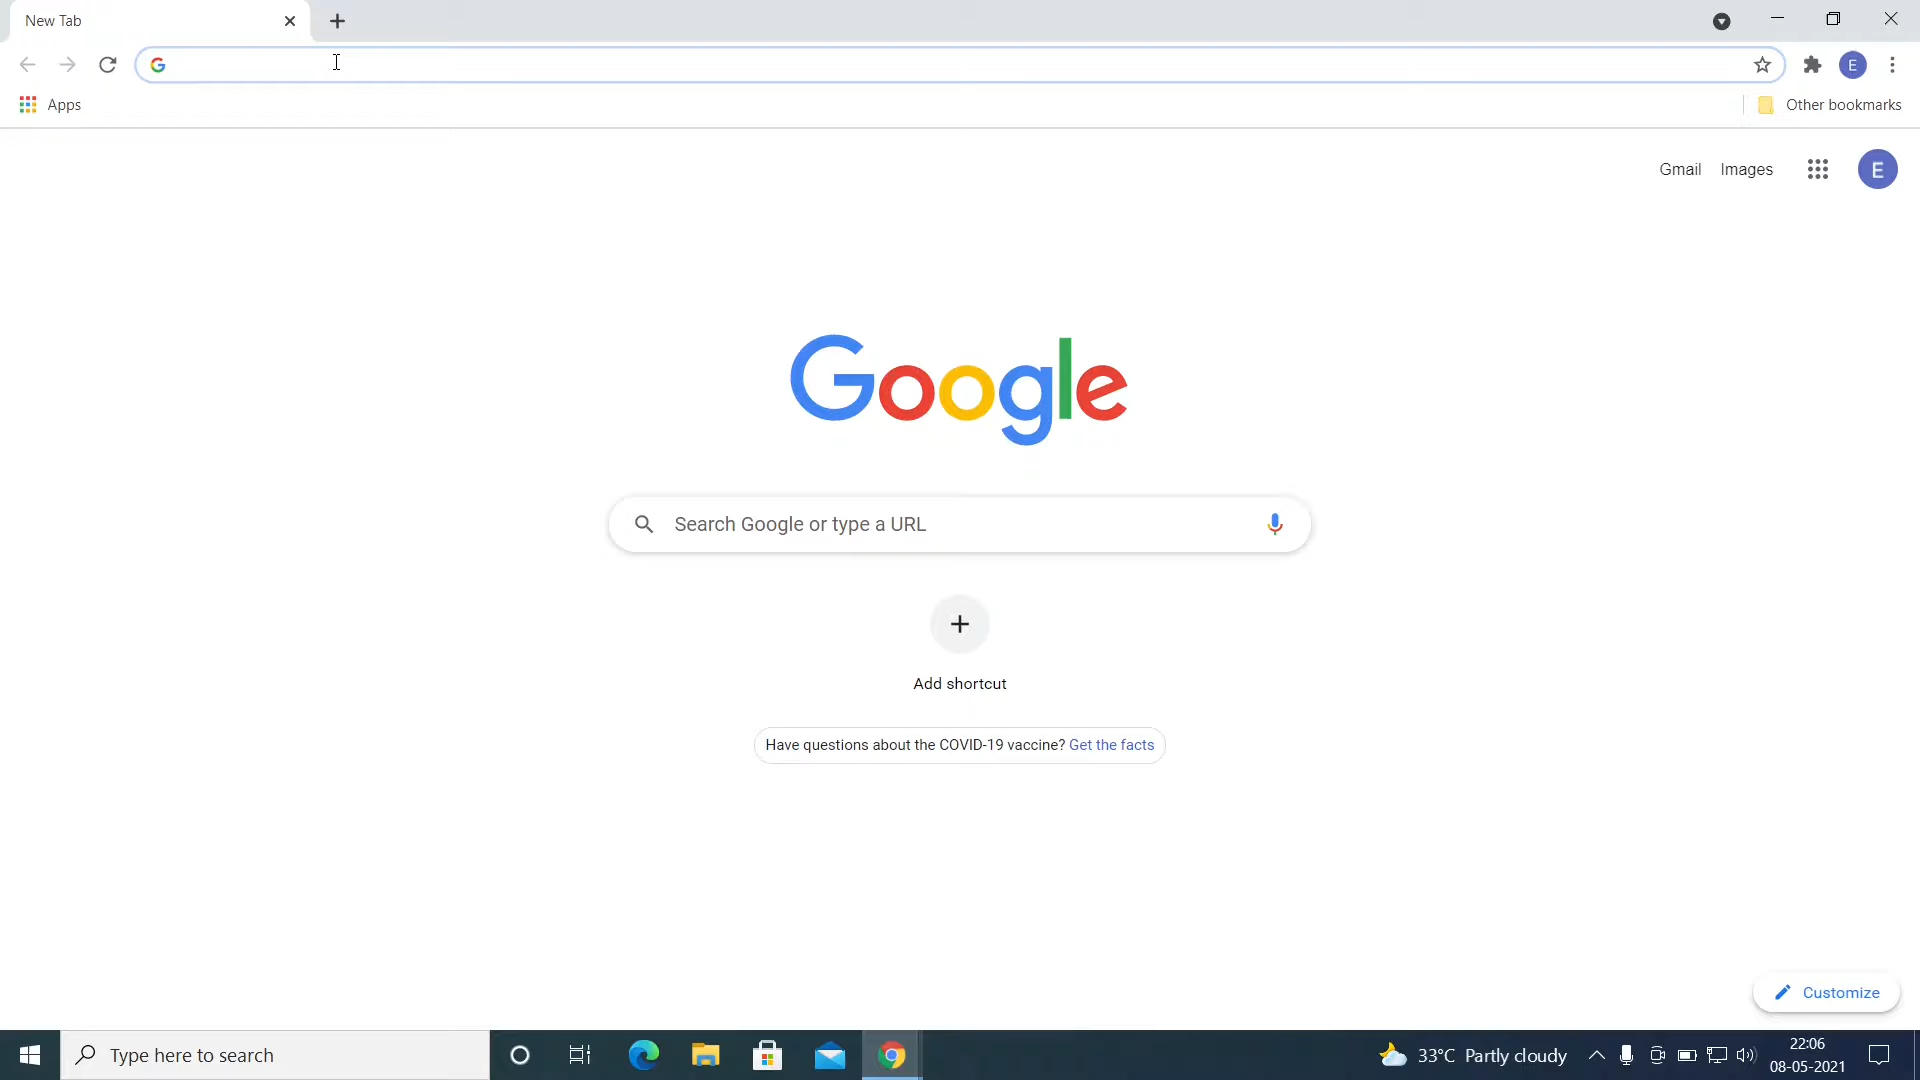 New Tab
Apps
Other bookmarks
Gmail Images
E
E
Google
Search Google or type a URL
Add shortcut
Have questions about the COVID-19 vaccine? Get the facts
Customize
Type here to search
33°C Partly cloudy
22:06
08-05-2021